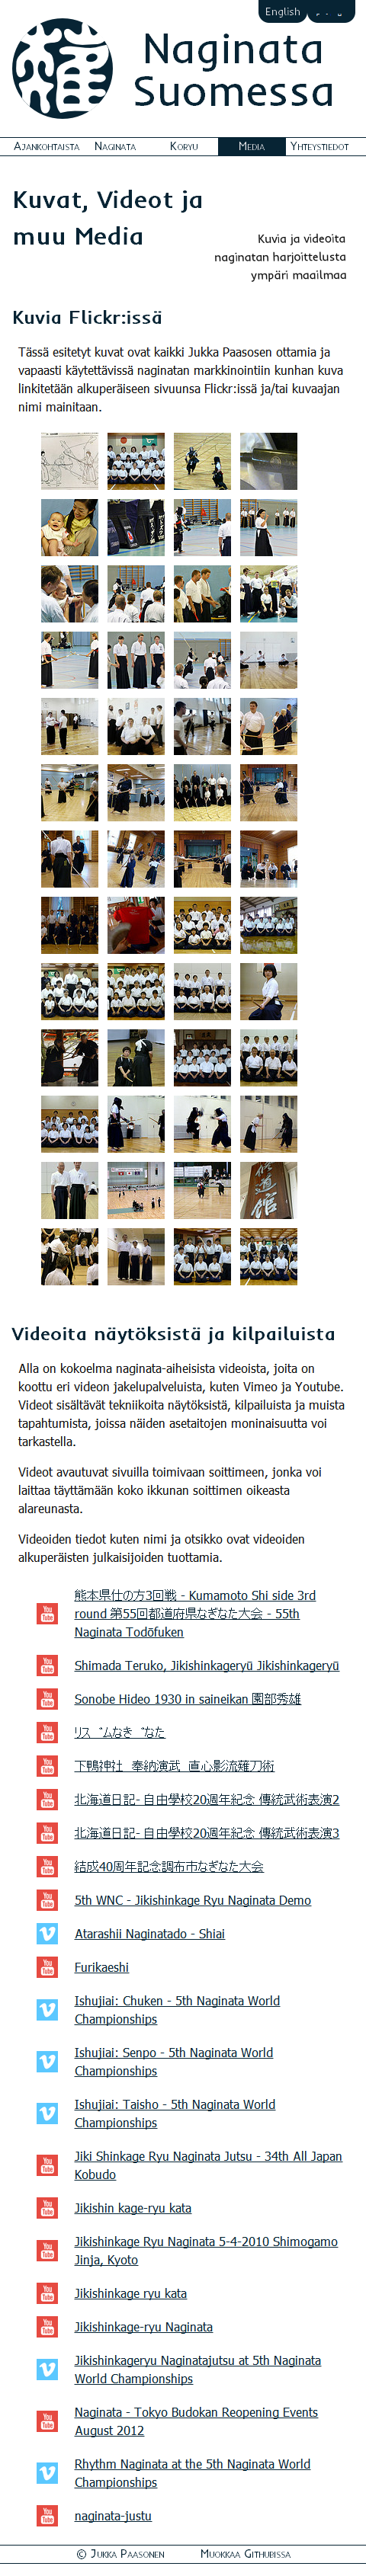 English
Naginata
Suomessa
Ajankohtaista Naginata Koryu Media Yhteystiedot
Kuvat, Videot ja
muu Media
Kuvia ja videoita
naginatan harjoittelusta
ympäri maailmaa
Kuvia Flickr:issä
Tässä esitetyt kuvat ovat kaikki Jukka Paasosen ottamia ja
vapaasti käytettävissä naginatan markkinointiin kunhan kuva
linkitetään alkuperäiseen sivuunsa Flickr:issä ja/tai kuvaajan
nimi mainitaan.
Videoita näytöksistä ja kilpailuista
Alla on kokoelma naginata-aiheisista videoista, joita on
koottu eri videon jakelupalveluista, kuten Vimeo ja Youtube.
Videot sisältävät tekniikoita näytöksistä, kilpailuista ja muista
tapahtumista, joissa näiden asetaitojen moninaisuutta voi
tarkastella.
Videot avautuvat sivuilla toimivaan soittimeen, jonka voi
laittaa täyttämään koko ikkunan soittimen oikeasta
alareunasta.
Videoiden tiedot kuten nimi ja otsikko ovat videoiden
alkuperäisten julkaisijoiden tuottamia.
熊本県仕の方3回戦 - Kumamoto Shi side 3rd
round 第55回都道府県なぎなた大会 - 55th
Naginata Todōfuken
Shimada Teruko, Jikishinkageryū Jikishinkageryū
Sonobe Hideo 1930 in saineikan 園部秀雄
リズムなぎなた
下鴨神社 奉納演武 直心影流薙刀術
北海道日記- 自由學校20週年紀念 傳統武術表演2
北海道日記- 自由學校20週年紀念 傳統武術表演3
結成40周年記念調布市なぎなた大会
5th WNC - Jikishinkage Ryu Naginata Demo
Atarashii Naginatado - Shiai
Furikaeshi
Ishujiai: Chuken - 5th Naginata World
Championships
Ishujiai: Senpo - 5th Naginata World
Championships
Ishujiai: Taisho - 5th Naginata World
Championships
Jiki Shinkage Ryu Naginata Jutsu - 34th All Japan
Kobudo
Jikishin kage-ryu kata
Jikishinkage Ryu Naginata 5-4-2010 Shimogamo
Jinja, Kyoto
Jikishinkage ryu kata
Jikishinkage-ryu Naginata
Jikishinkageryu Naginatajutsu at 5th Naginata
World Championships
Naginata - Tokyo Budokan Reopening Events
August 2012
Rhythm Naginata at the 5th Naginata World
Championships
naginata-justu
© Jukka Paasonen Muokkaa Githubissa